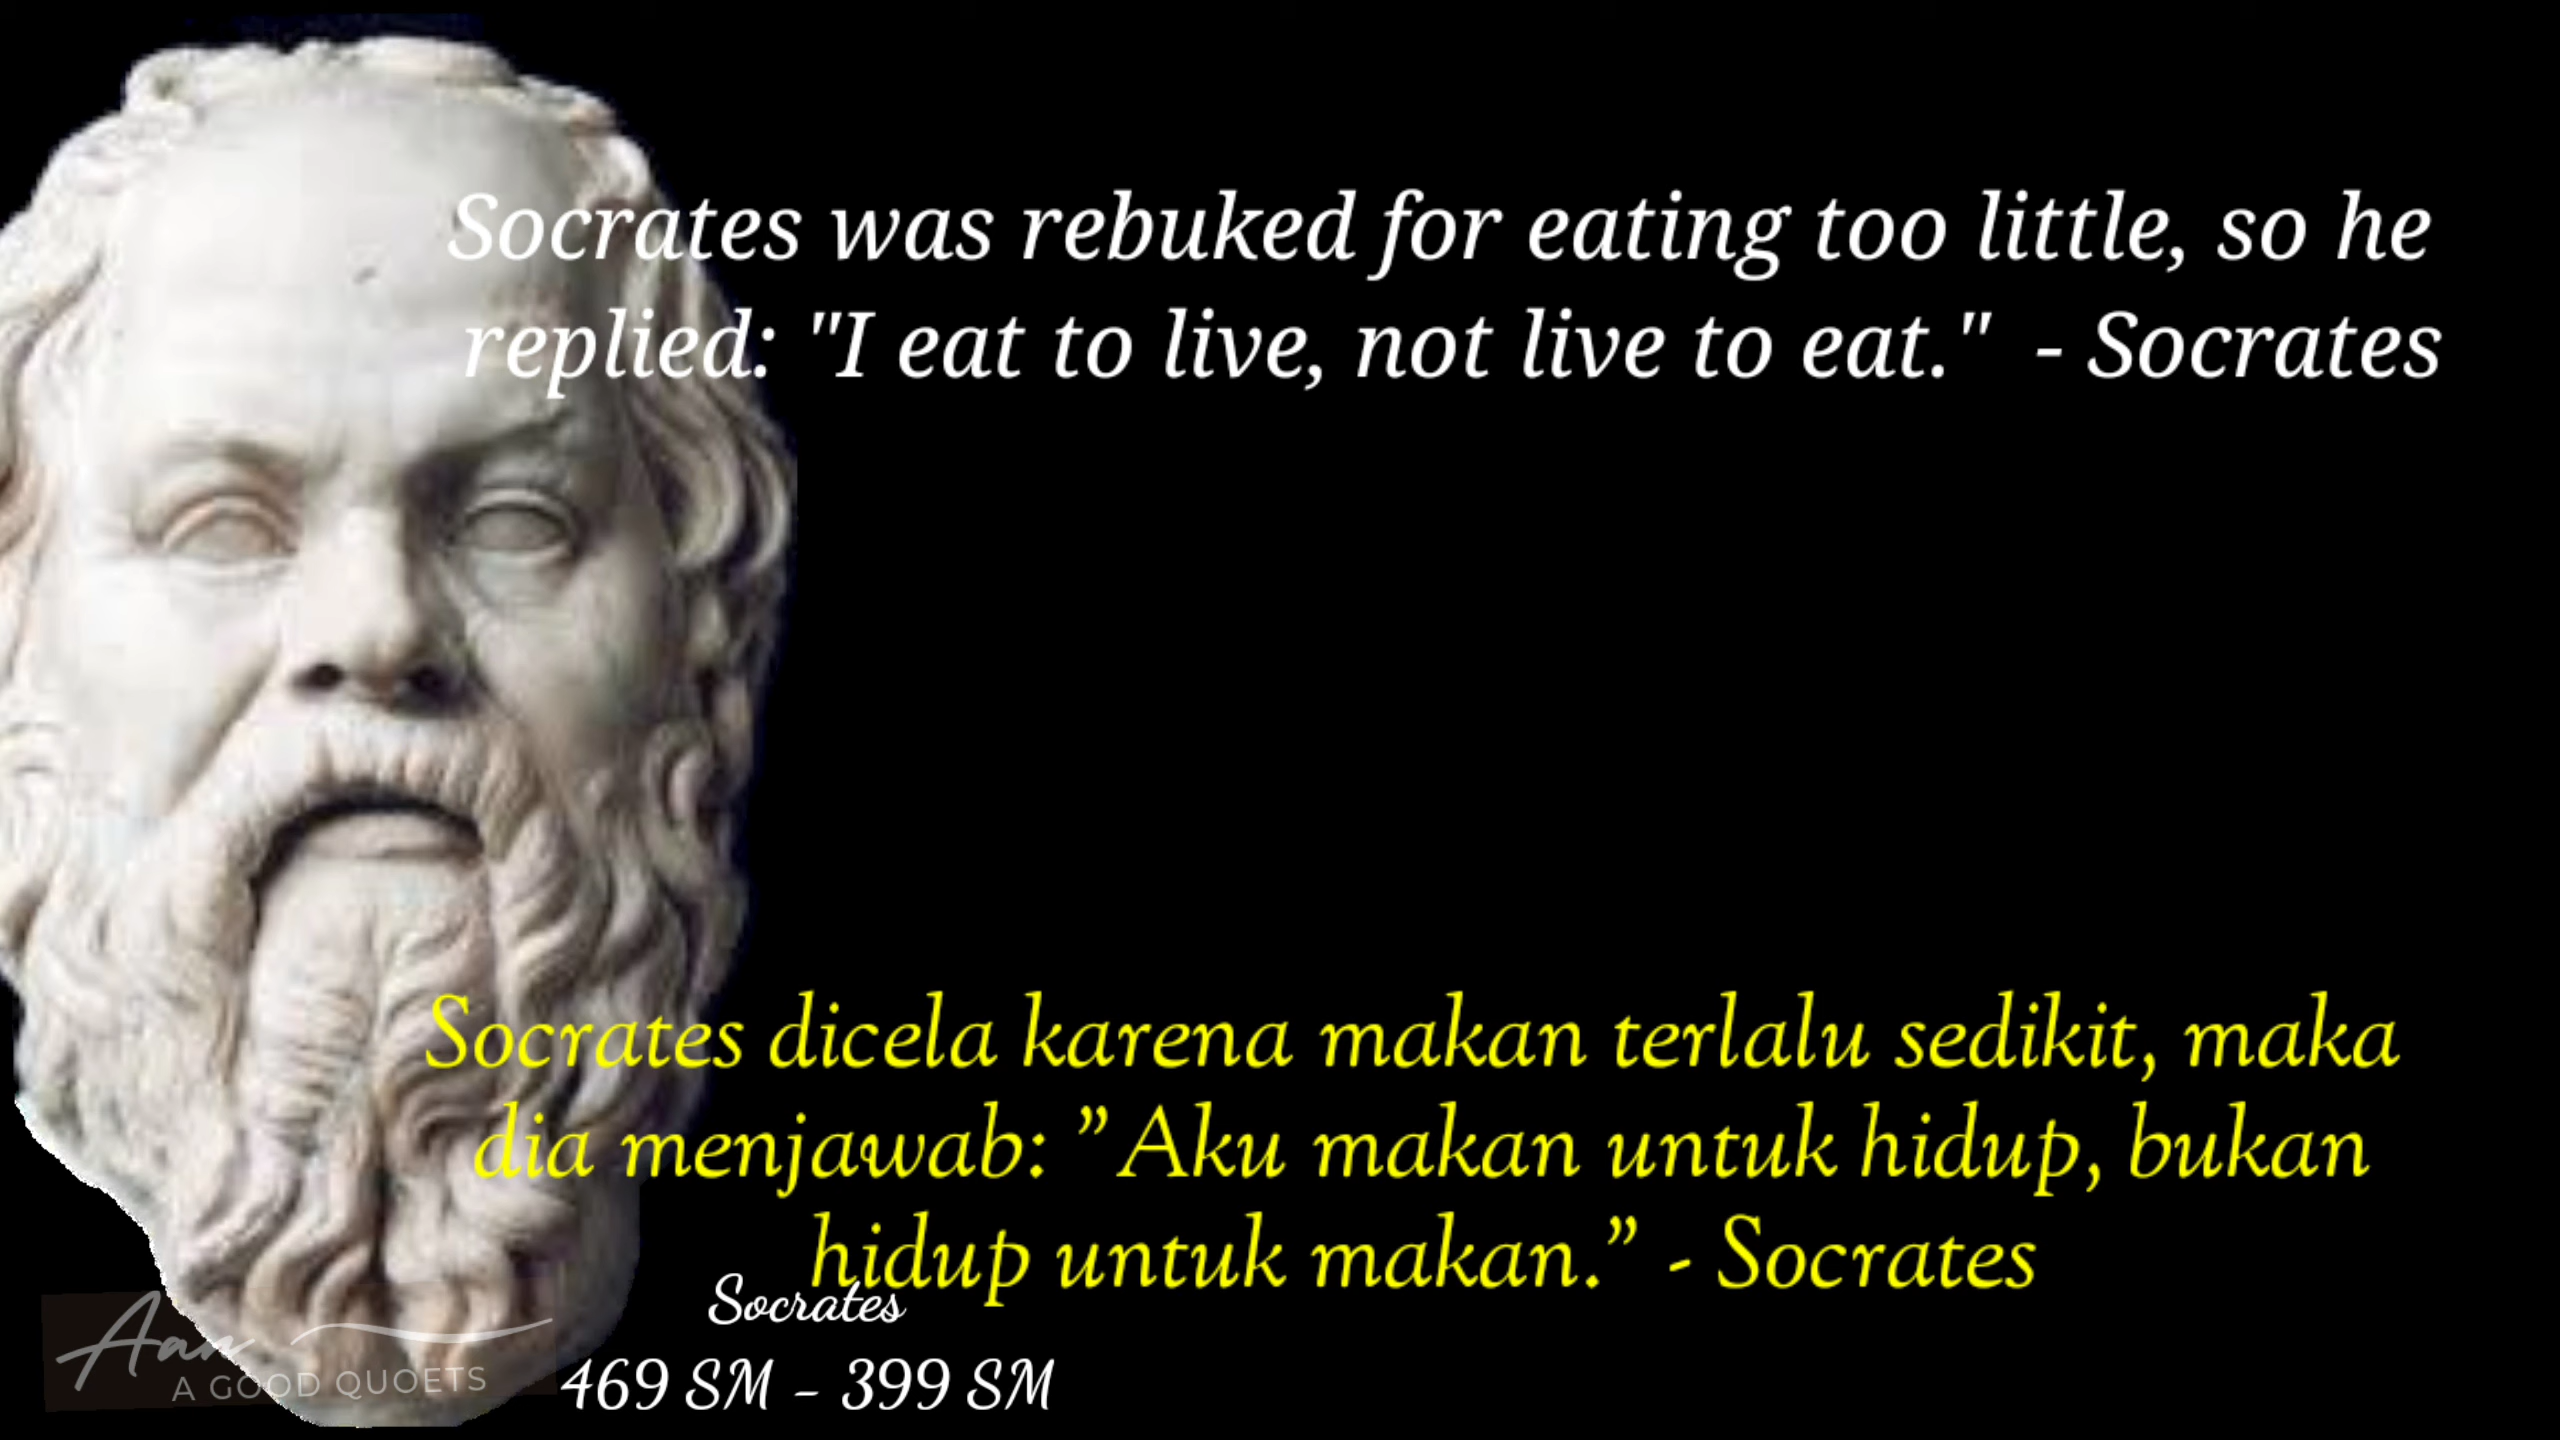 Socrates was rebuked for eating too little, so he
replied: "I eat to live, not live to eat." - Socrates
Socrates dicela karena makan terlalu sedikit, maka
dia menjawab: ”Aku makan untuk hidup, bukan
hidup untuk makan.” - Socrates
Socrates
469 SM - 399 SM
Aan
A GOOD QUOETS